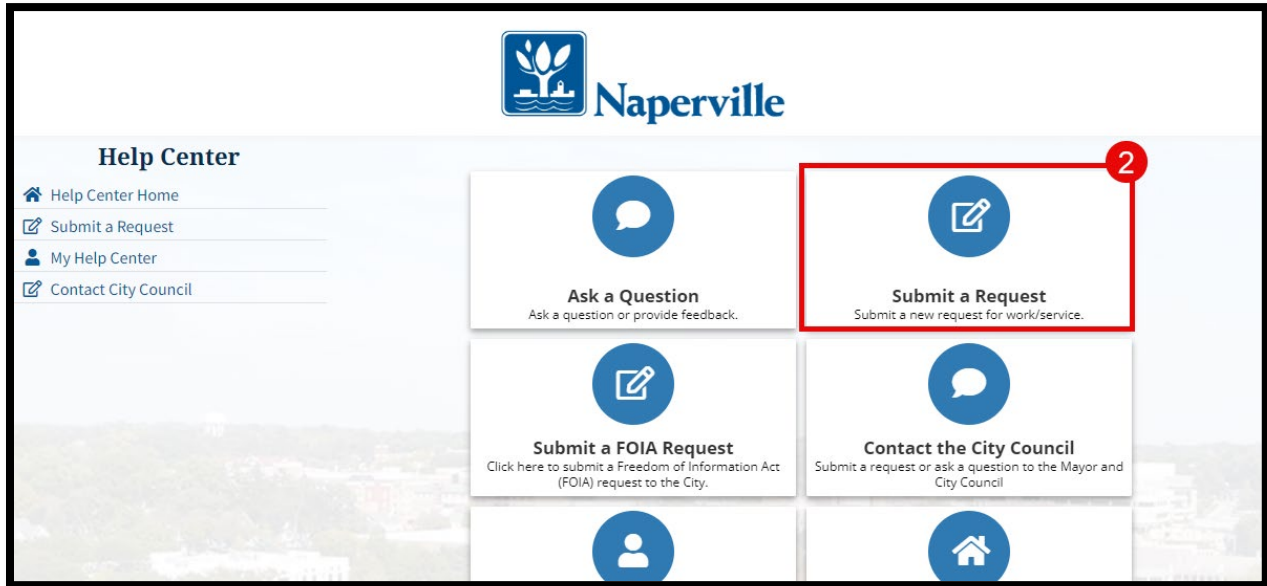 Naperville
Help Center
Help Center Home
Submit a Request
My Help Center
Contact City Council
2
Ask a Question
Ask a question or provide feedback.
Submit a Request
Submit a new request for work/service.
Submit a FOIA Request
Click here to submit a Freedom of Information Act
(FOIA) request to the City.
Contact the City Council
Submit a request or ask a question to the Mayor and
City Council